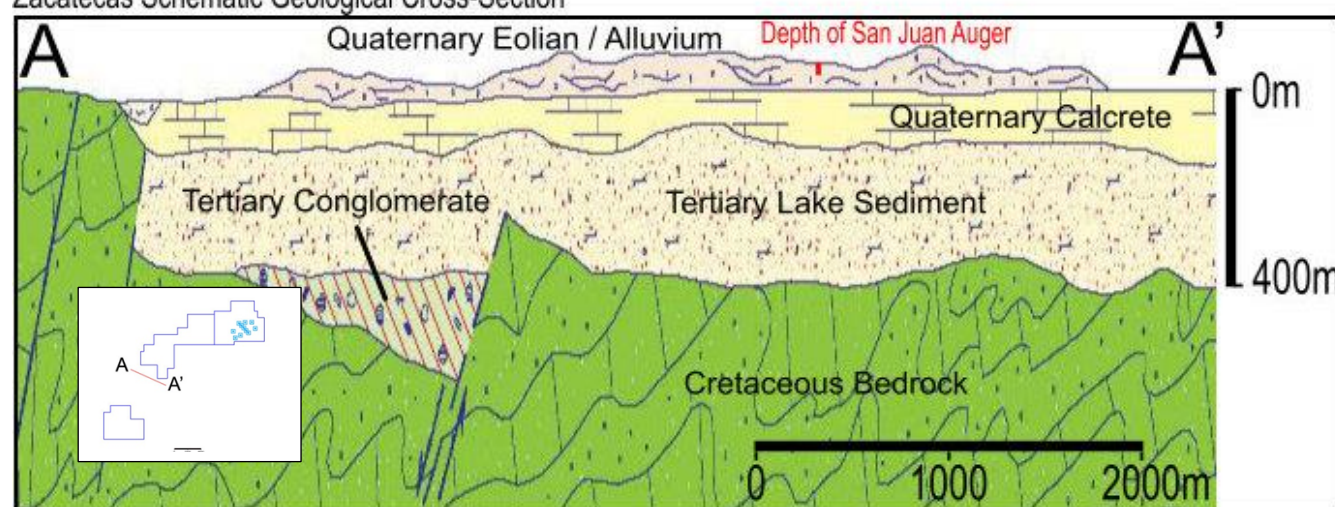 Zacatecas Schematic Geological Cross-Section
A
Quaternary Eolian / Alluvium
Depth of San Juan Auger
A’
0m
Quaternary Calcrete
Tertiary Conglomerate
Tertiary Lake Sediment
400m
A
A’
Cretaceous Bedrock
0
1000
2000m